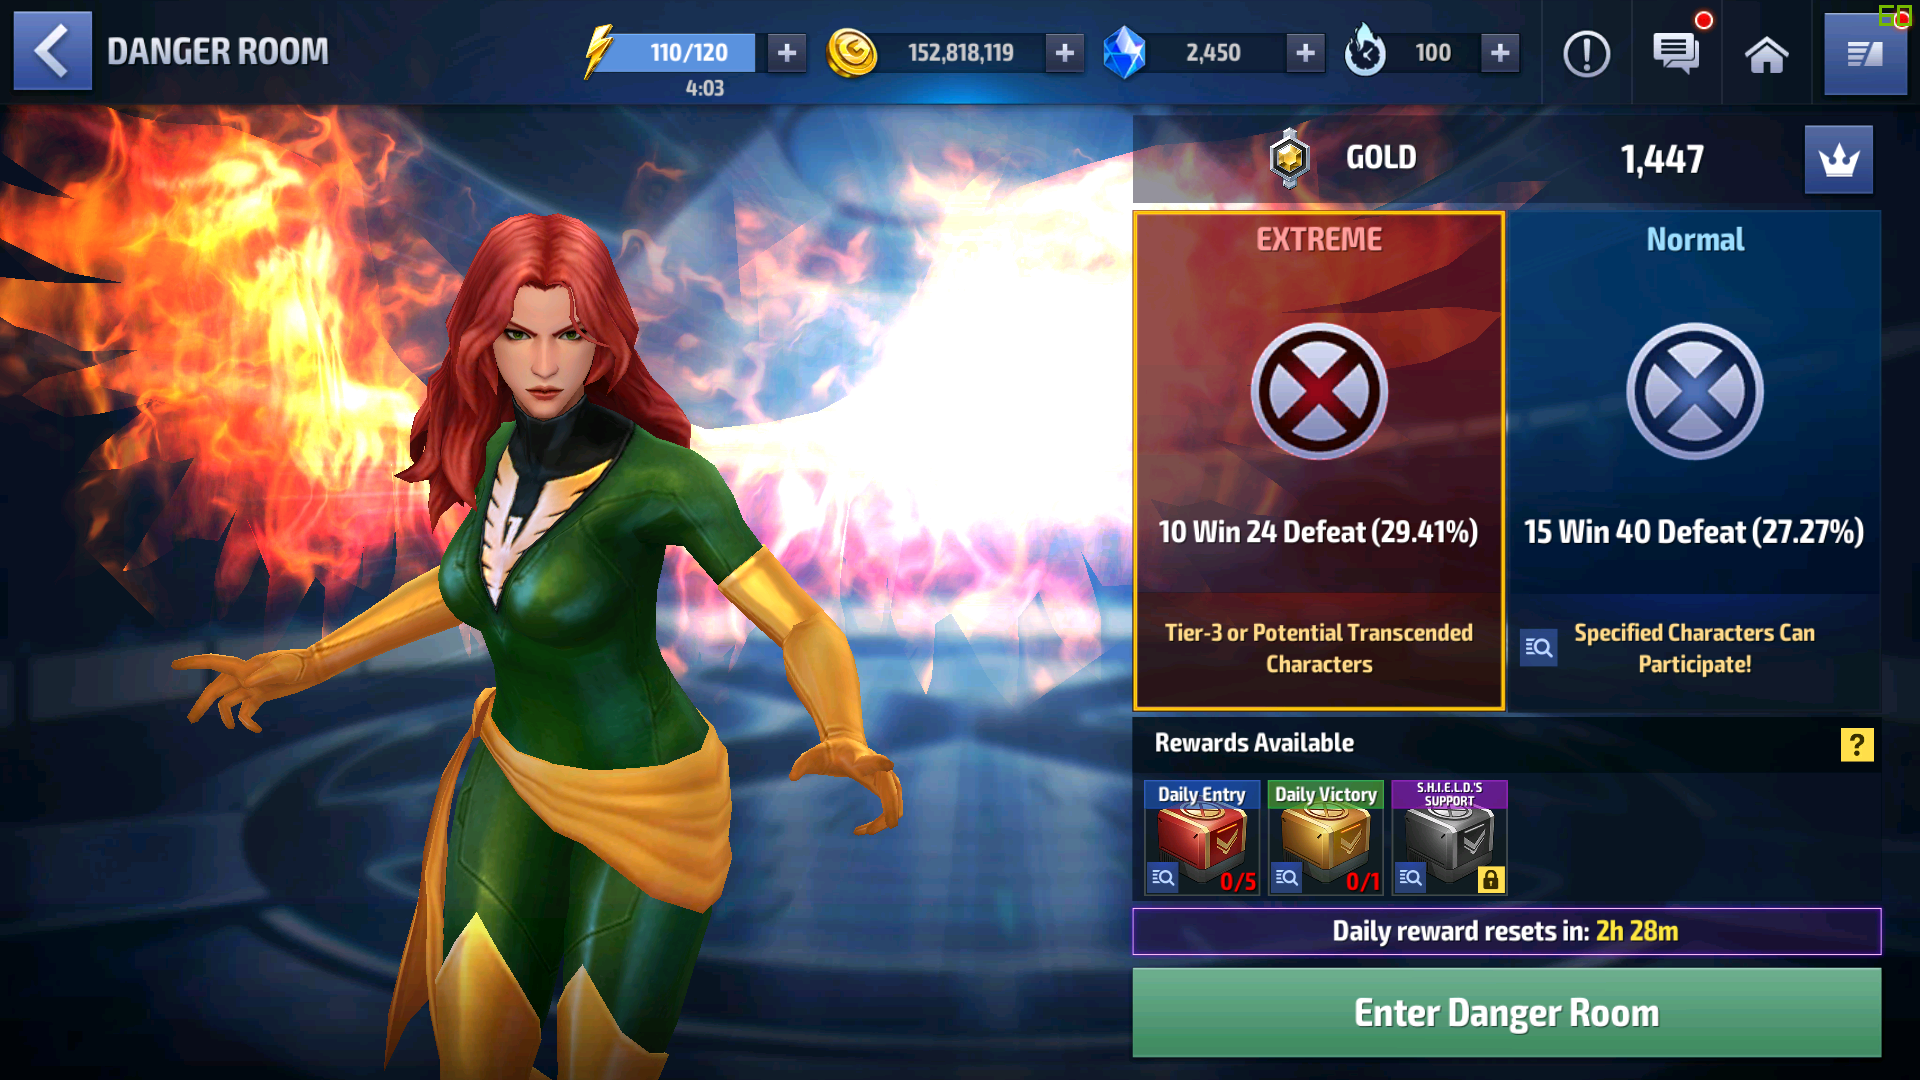 DANGER ROOM
110/120
4:03
152,818,119
2,450
100
60
GOLD
1,447
EXTREME
10 Win 24 Defeat (29.41%)
Tier-3 or Potential Transcended
Characters
Normal
15 Win 40 Defeat (27.27%)
Specified Characters Can
Participate!
Rewards Available
?
Daily Entry
0/5
Daily Victory
0/1
S.H.I.E.L.D.'S
SUPPORT
Daily reward resets in: 2h 28m
Enter Danger Room